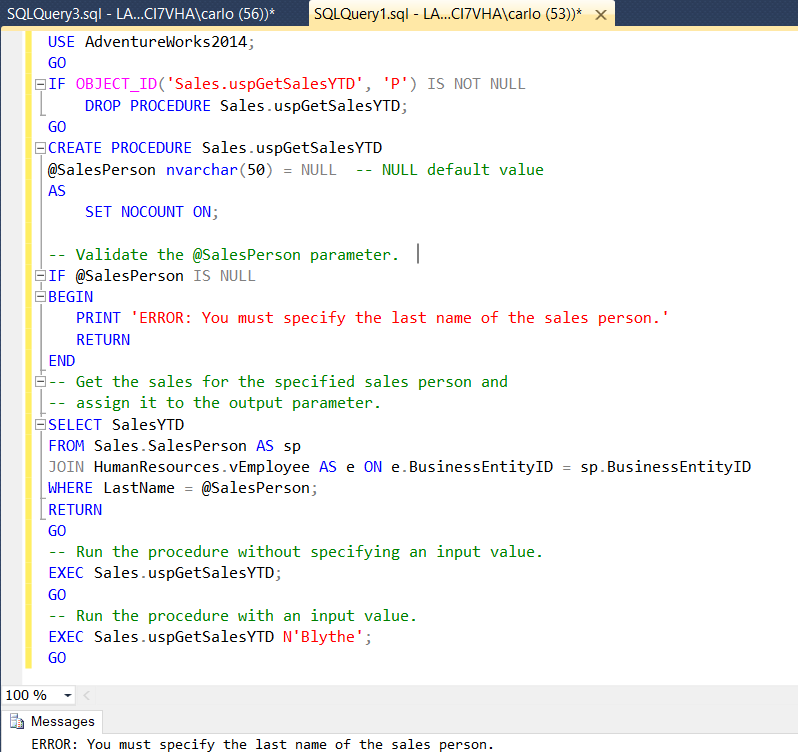 SQLQuery3.sql - LA...CI7VHA\carlo (56))* SQLQuery1.sql - LA...CI7VHA\carlo (53))*
USE AdventureWorks2014;
GO
IF OBJECT_ID('Sales.uspGetSalesYTD', 'P') IS NOT NULL
    DROP PROCEDURE Sales.uspGetSalesYTD;
GO
CREATE PROCEDURE Sales.uspGetSalesYTD
@SalesPerson nvarchar(50) = NULL  -- NULL default value
AS
    SET NOCOUNT ON;

-- Validate the @SalesPerson parameter.
IF @SalesPerson IS NULL
BEGIN
   PRINT 'ERROR: You must specify the last name of the sales person.'
   RETURN
END
-- Get the sales for the specified sales person and
-- assign it to the output parameter.
SELECT SalesYTD
FROM Sales.SalesPerson AS sp
JOIN HumanResources.vEmployee AS e ON e.BusinessEntityID = sp.BusinessEntityID
WHERE LastName = @SalesPerson;
RETURN
GO
-- Run the procedure without specifying an input value.
EXEC Sales.uspGetSalesYTD;
GO
-- Run the procedure with an input value.
EXEC Sales.uspGetSalesYTD N'Blythe';
GO
100 %
Messages
ERROR: You must specify the last name of the sales person.